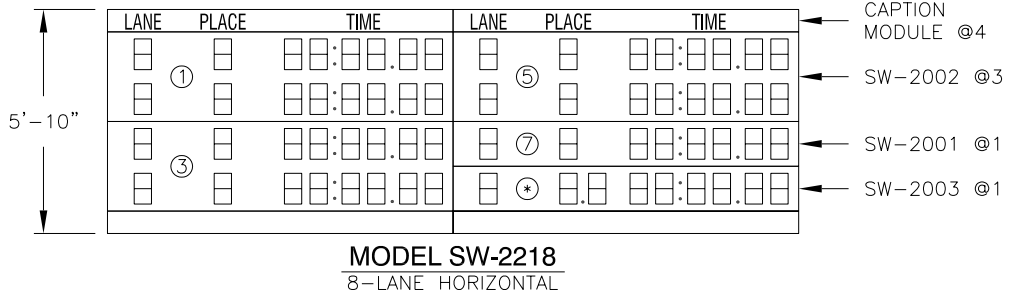 LANE PLACE TIME LANE PLACE TIME
CAPTION
MODULE @4
1
5
SW-2002 @3
5'-10"
3
7
SW-2001 @1
*
SW-2003 @1
MODEL SW-2218
8-LANE HORIZONTAL